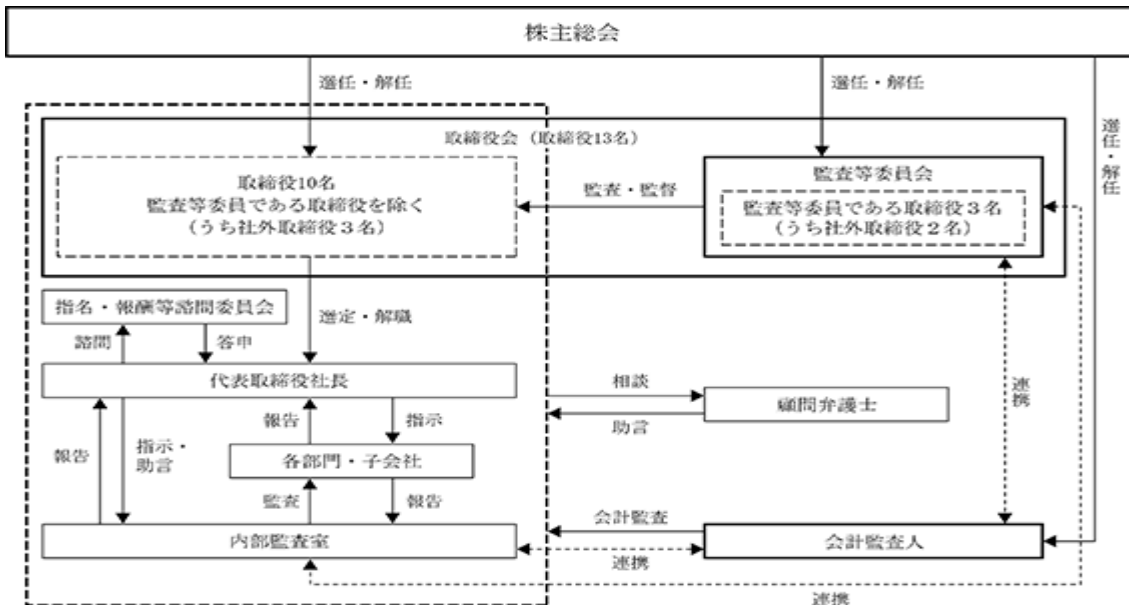 株主総会
選任・解任
選任・解任
選任・解任
取締役会（取締役13名）
取締役10名
監査等委員である取締役を除く
（うち社外取締役３名）
監査・監督
監査等委員会
監査等委員である取締役３名
（うち社外取締役２名）
指名・報酬等諮問委員会
選定・解職
諮問
答申
代表取締役社長
相談
顧問弁護士
助言
連携
報告
指示
報告
指示・
助言
各部門・子会社
監査
報告
会計監査
内部監査室
会計監査人
連携
連携